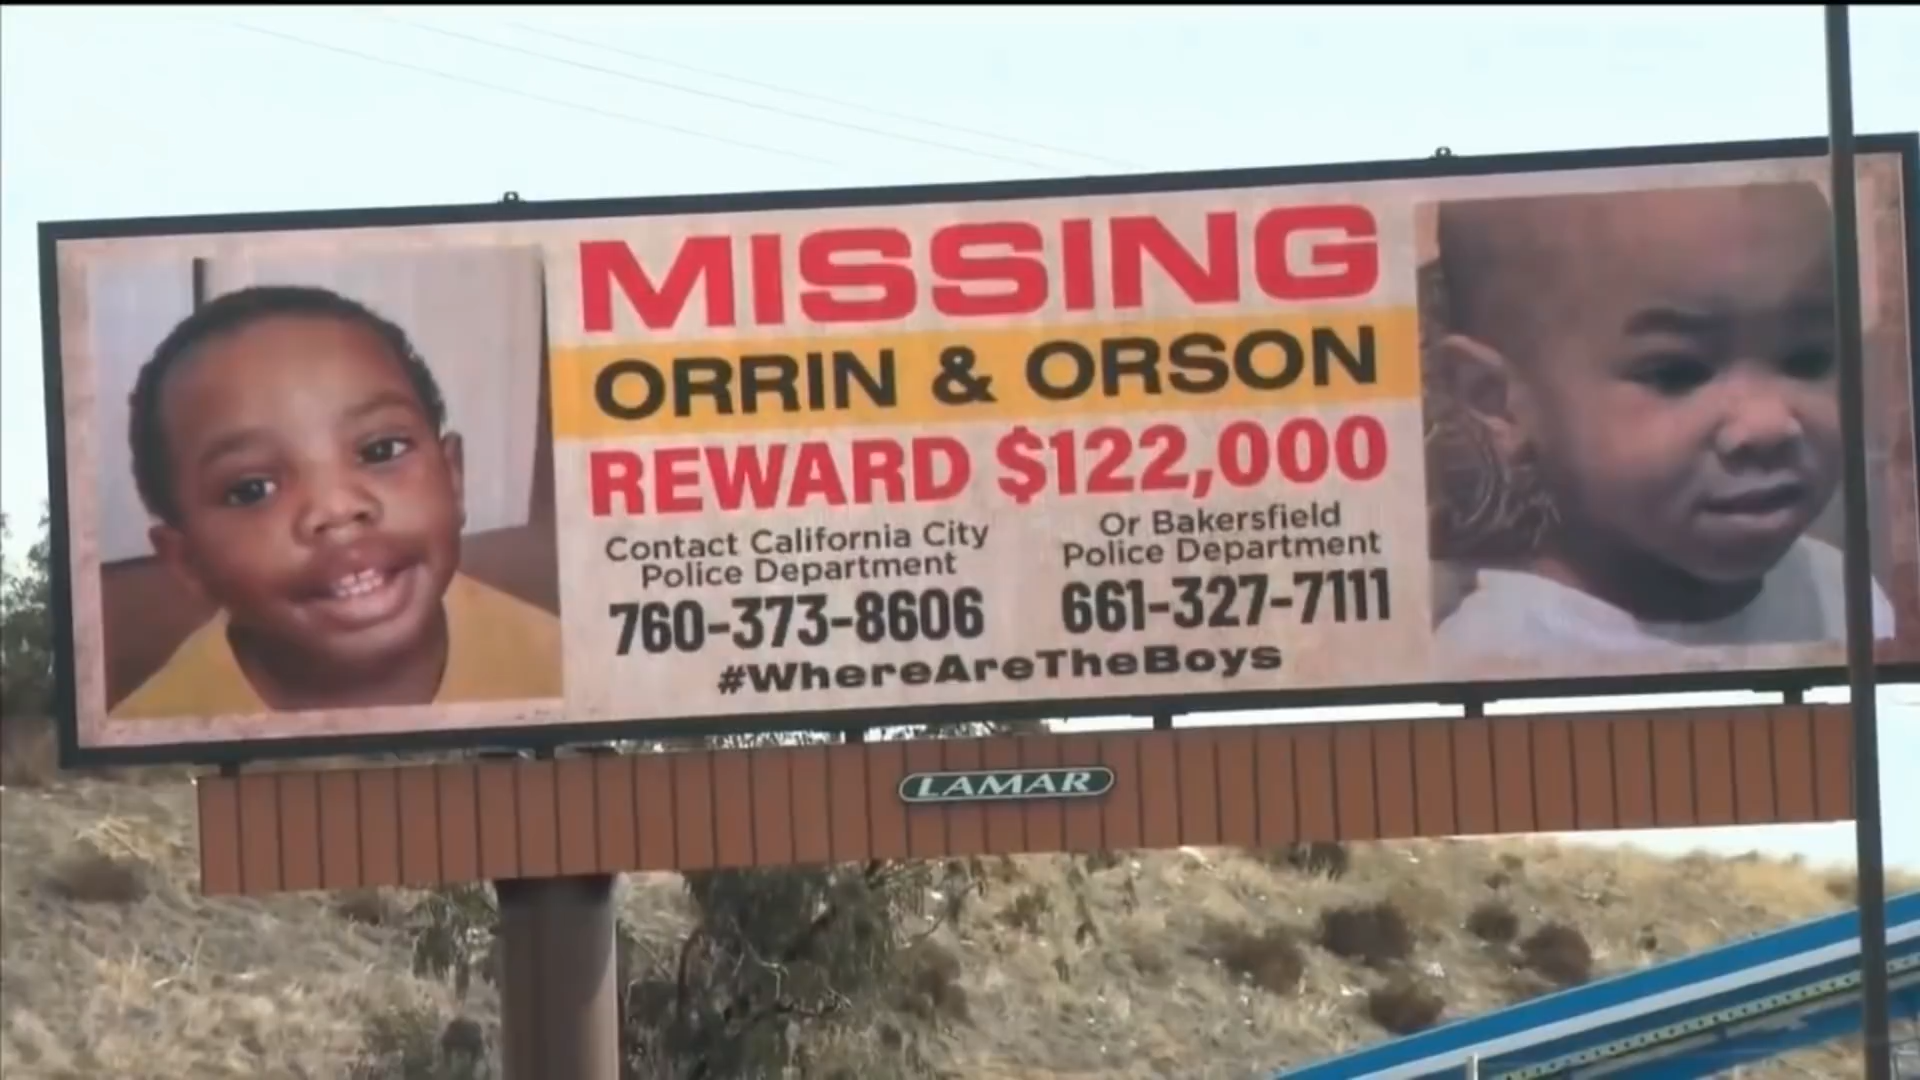 MISSING
ORRIN & ORSON
REWARD $122,000
Contact California City
Police Department
760-373-8606
Or Bakersfield
Police Department
661-327-7111
#WhereAreTheBoys
LAMAR